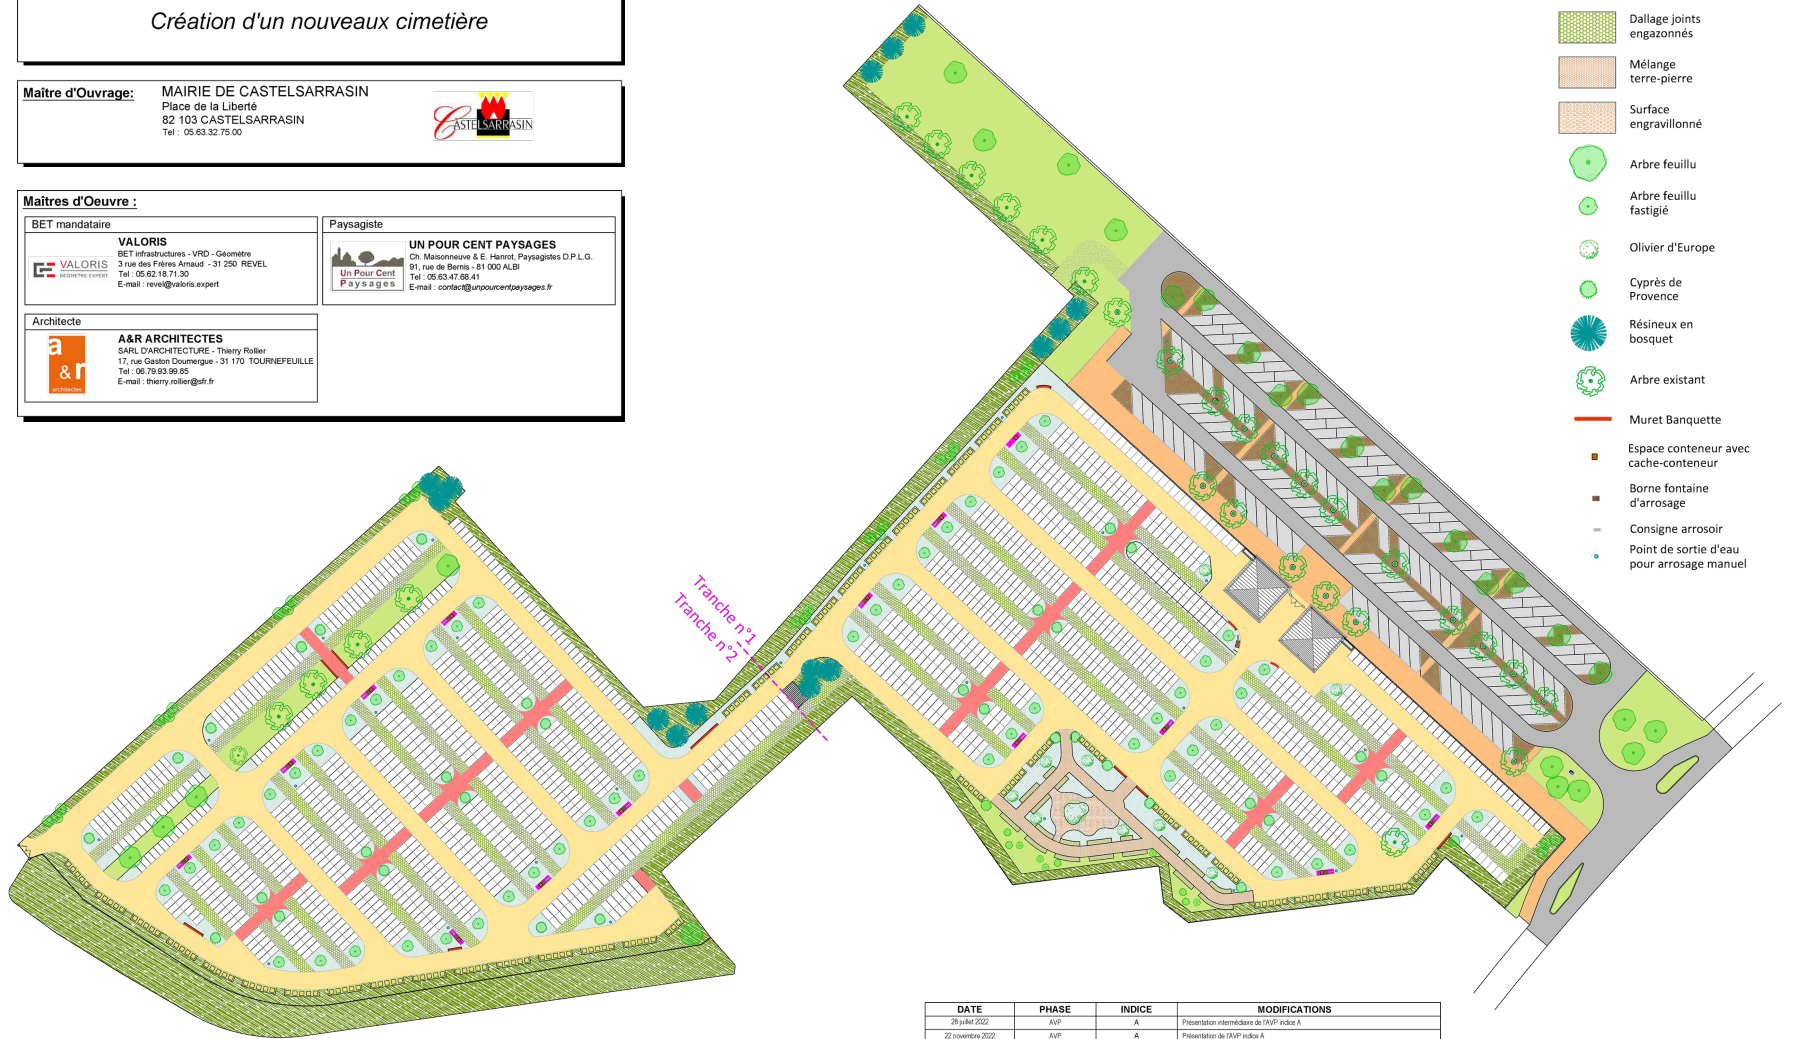 Création d'un nouveaux cimetière
Maître d'Ouvrage:
MAIRIE DE CASTELSARRASIN
Place de la Liberté
82 103 CASTELSARRASIN
Tel : 05.63.32.75.00
CASTELSARRASIN
Maîtres d'Oeuvre :
BET mandataire
VALORIS
GEOMETRE-EXPERT
VALORIS
BET infrastructures - VRD - Géomètre
3 rue des Frères Arnaud - 31 250 REVEL
Tel : 05.62.18.71.30
E-mail : revel@valoris.expert
Paysagiste
Un Pour Cent
Paysages
UN POUR CENT PAYSAGES
Ch. Maisonneuve & E. Hanrot, Paysagistes D.P.L.G.
91, rue de Bernis - 81 000 ALBI
Tel : 05.63.47.68.41
E-mail : contact@unpourcentpaysages.fr
Architecte
a
& r
architectes
A&R ARCHITECTES
SARL D'ARCHITECTURE - Thierry Rollier
17, rue Gaston Doumergue - 31 170 TOURNEFEUILLE
Tel : 06.79.93.99.85
E-mail : thierry.rollier@sfr.fr
Tranche n°1
Tranche n°2
Dallage joints
engazonnés
Mélange
terre-pierre
Surface
engravillonné
Arbre feuillu
Arbre feuillu
fastigié
Olivier d'Europe
Cyprès de
Provence
Résineux en
bosquet
Arbre existant
Muret Banquette
Espace conteneur avec
cache-conteneur
Borne fontaine
d'arrosage
Consigne arrosoir
Point de sortie d'eau
pour arrosage manuel
DATE PHASE INDICE MODIFICATIONS
28 juillet 2022 AVP A Présentation intermédiaire de l'AVP indice A
22 novembre 2022 AVP A Présentation de l'AVP indice A